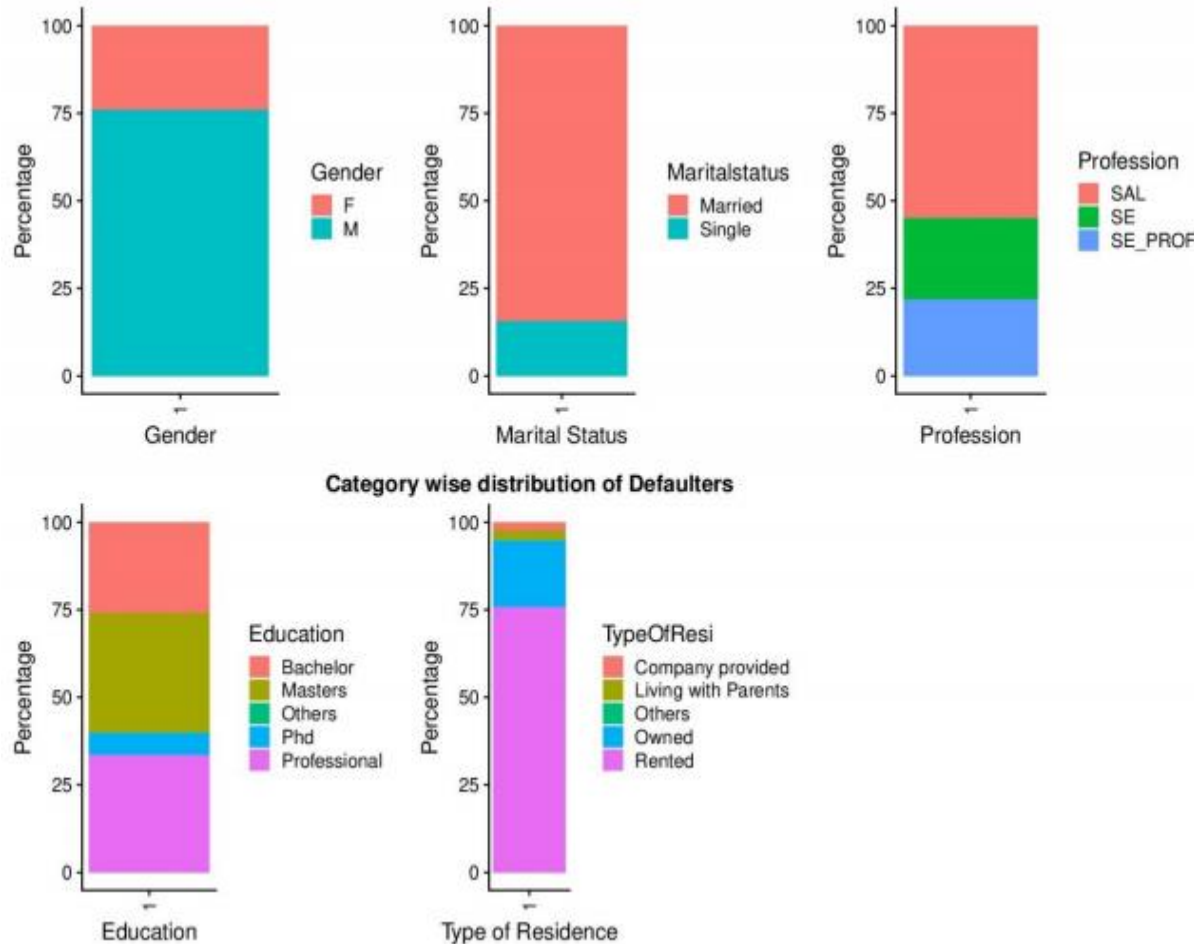 100
75
50
25
0
Percentage
1
Gender
Gender
F
M
100
75
50
25
0
Percentage
1
Marital Status
Maritalstatus
Married
Single
100
75
50
25
0
Percentage
1
Profession
Profession
SAL
SE
SE_PROF
Category wise distribution of Defaulters
100
75
50
25
0
Percentage
1
Education
Education
Bachelor
Masters
Others
Phd
Professional
100
75
50
25
0
Percentage
1
Type of Residence
TypeOfResi
Company provided
Living with Parents
Others
Owned
Rented